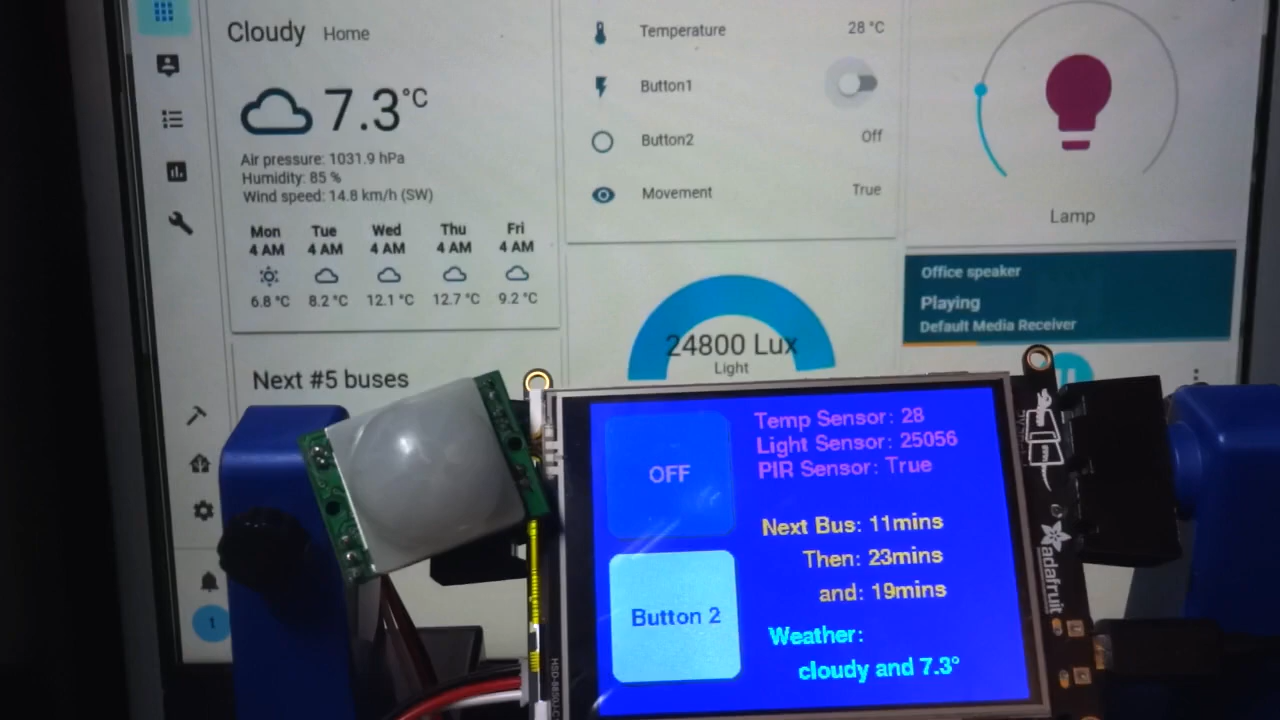 Cloudy Home
7.3 °C
Air pressure: 1031.9 hPa
Humidity: 85 %
Wind speed: 14.8 km/h (SW)
Mon Tue Wed Thu Fri
4 AM 4 AM 4 AM 4 AM 4 AM
6.8 °C 8.2 °C 12.1 °C 12.7 °C 9.2 °C
Next #5 buses
1
Temperature 28 °C
Button1
Button2 Off
Movement True
24800 Lux
Light
Lamp
Office speaker
Playing
Default Media Receiver
OFF
Button 2
Temp Sensor: 28
Light Sensor: 25056
PIR Sensor: True
Next Bus: 11mins
Then: 23mins
and: 19mins
Weather:
cloudy and 7.3°
adafruit